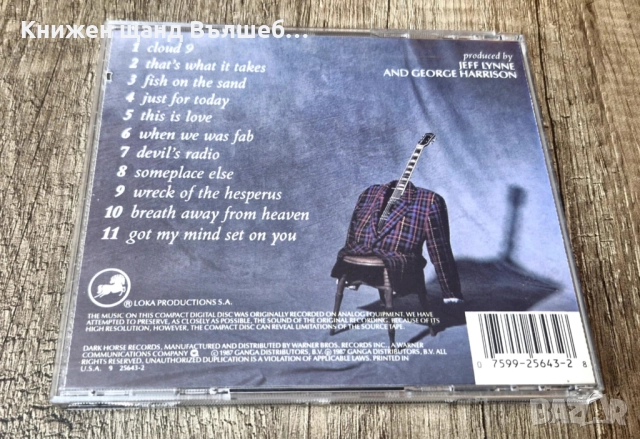 Книжен щанд Вълшеб...
1 cloud 9
2 that's what it takes
3 fish on the sand
4 just for today
5 this is love
6 when we was fab
7 devil's radio
8 someplace else
9 wreck of the hesperus
10 breath away from heaven
11 got my mind set on you
produced by
JEFF LYNNE
AND GEORGE HARRISON
® LOKA PRODUCTIONS S.A.
THE MUSIC ON THIS COMPACT DIGITAL DISC WAS ORIGINALLY RECORDED ON ANALOG EQUIPMENT. WE HAVE
ATTEMPTED TO PRESERVE, AS CLOSELY AS POSSIBLE, THE SOUND OF THE ORIGINAL RECORDING. BECAUSE OF ITS
HIGH RESOLUTION, HOWEVER, THE COMPACT DISC CAN REVEAL LIMITATIONS OF THE SOURCE TAPE.
DARK HORSE RECORDS, MANUFACTURED AND DISTRIBUTED BY WARNER BROS. RECORDS INC., A WARNER
COMMUNICATIONS COMPANY © 1987 GANGA DISTRIBUTORS, B.V. ℗ 1987 GANGA DISTRIBUTORS, B.V. ALL
RIGHTS RESERVED. UNAUTHORIZED DUPLICATION IS A VIOLATION OF APPLICABLE LAWS. PRINTED IN
U.S.A. 9 25643-2
0 7599-25643-2 8
bazar